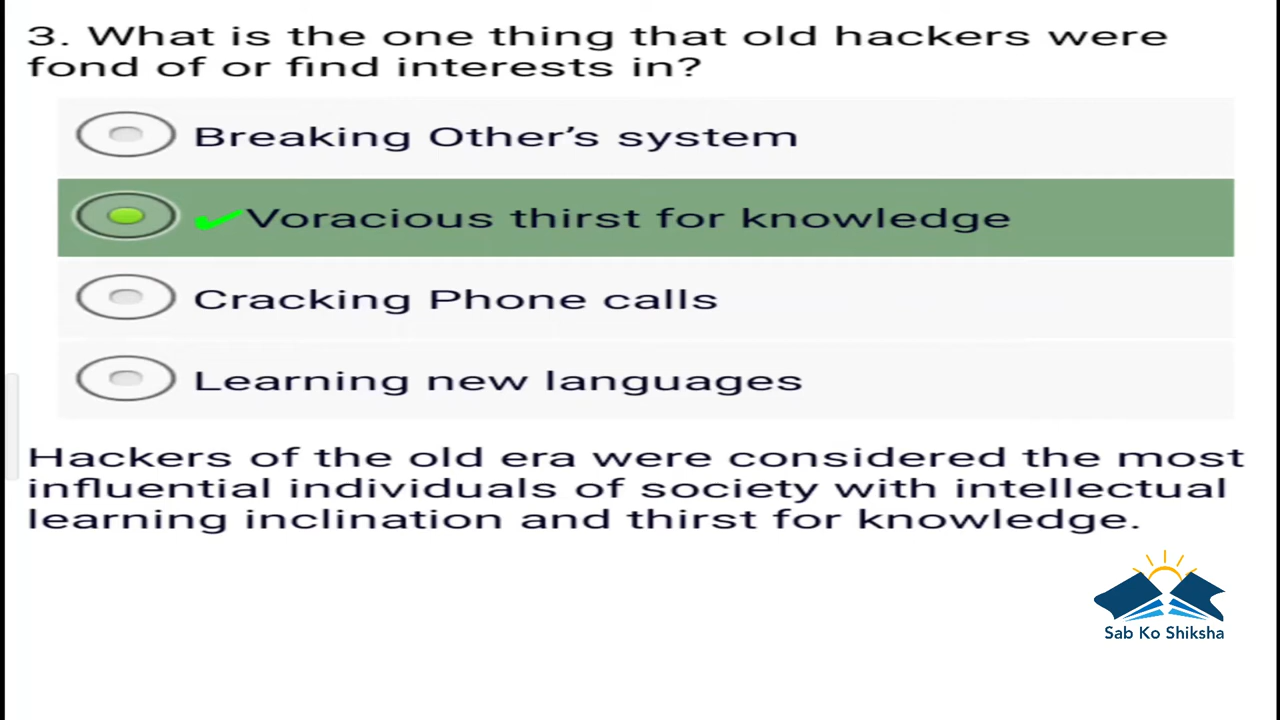 3. What is the one thing that old hackers were
fond of or find interests in?
Breaking Other’s system
✔Voracious thirst for knowledge
Cracking Phone calls
Learning new languages
Hackers of the old era were considered the most
influential individuals of society with intellectual
learning inclination and thirst for knowledge.
Sab Ko Shiksha